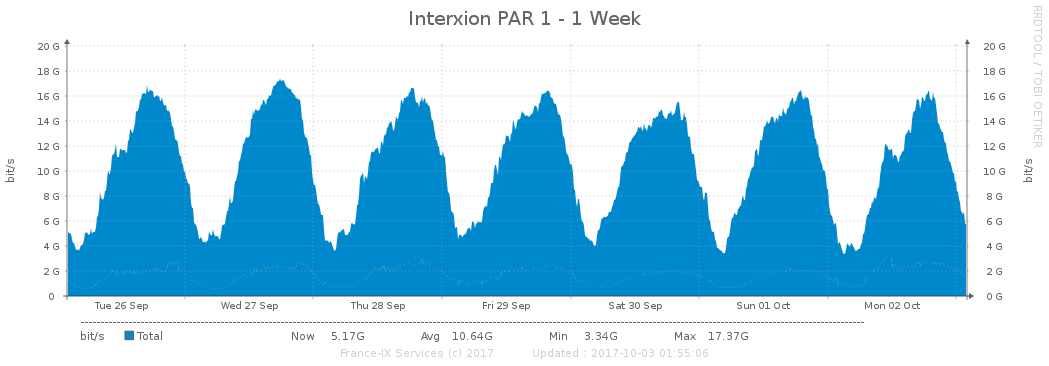 Interxion PAR 1 - 1 Week
RRDTOOL / TOBI OETIKER
bit/s
bit/s
20 G 20 G
18 G 18 G
16 G 16 G
14 G 14 G
12 G 12 G
10 G 10 G
8 G 8 G
6 G 6 G
4 G 4 G
2 G 2 G
0 0 G
Tue 26 Sep Wed 27 Sep Thu 28 Sep Fri 29 Sep Sat 30 Sep Sun 01 Oct Mon 02 Oct
bit/s Total Now 5.17G Avg 10.64G Min 3.34G Max 17.37G
France-IX Services (c) 2017 Updated : 2017-10-03 01:55:06